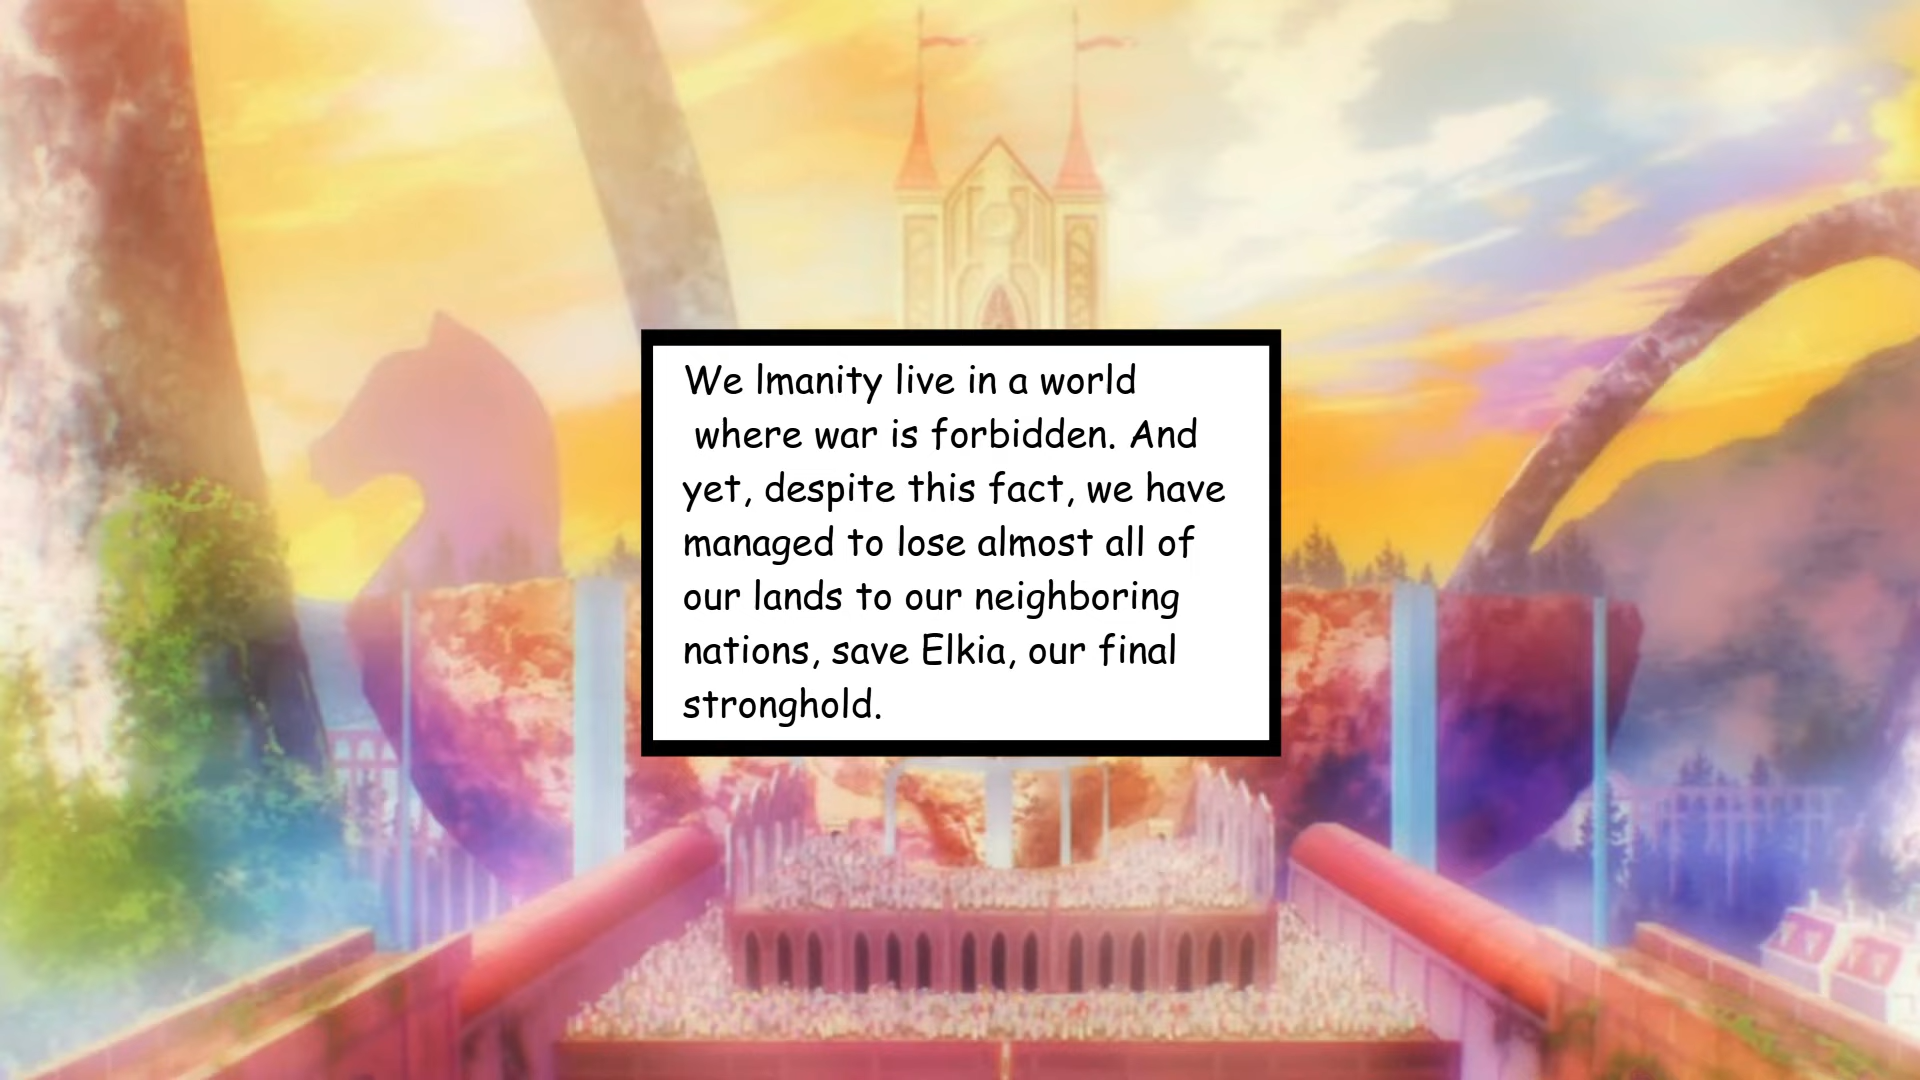 We lmanity live in a world
where war is forbidden. And
yet, despite this fact, we have
managed to lose almost all of
our lands to our neighboring
nations, save Elkia, our final
stronghold.